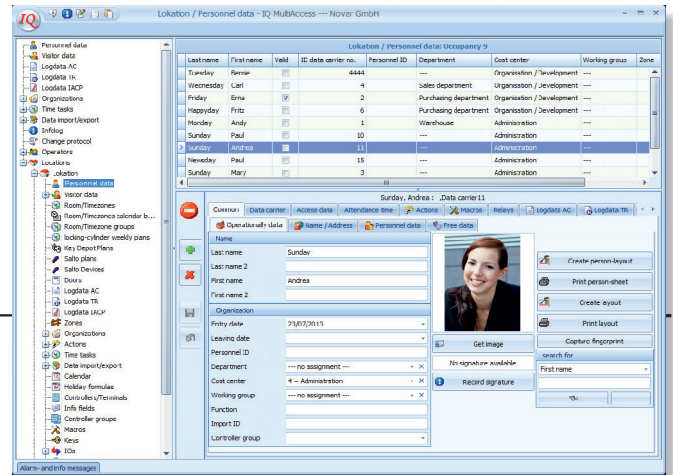 IQ
Lokation / Personnel data - IQ MultiAccess --- Novar GmbH
Personnel data
Visitor data
Logdata AC
Logdata TR
Logdata IACP
Organizations
Time tasks
Data import/export
Infolog
Change protocol
Operators
Locations
Lokation
Personnel data
Visitor data
Room/Timezones
Room/Timezones calendar b...
Room/Timezone groups
locking-cylinder weekly pans
Key Depot Plans
Salto plans
Salto Devices
Doors
Logdata AC
Logdata TR
Logdata IACP
Zones
Organizations
Actions
Time tasks
Data import/export
Calendar
Holiday formulas
Controllers/Terminals
Info fields
Controller groups
Macros
Keys
IOs
Lokation / Personnel data: Occupancy 9
Last name First name Valid ID data carrier no. Personnel ID Department Cost center Working group Zone
Tuesday Bernie 4444 --- Organisation / Development ---
Wednesday Carl 4 Sales department Organisation / Development ---
Friday Erna 2 Purchasing department Organisation / Development ---
Happyday Fritz 6 Purchasing department Organisation / Development ---
Monday Andy 1 Warehouse Administration ---
Sunday Paul 10 --- Administration ---
Sunday Andrea 11 --- Administration ---
Newsday Paul 15 --- Administration ---
Sunday Mary 3 --- Administration ---
Sunday, Andrea : ,Data carrier11
Common Data carrier Access data Attendance time Actions Macros Relays Logdata AC Logdata TR
Operationally data Name / Address Personnel data Free data
Name
Last name Sunday
Last name 2
First name Andrea
First name 2
Organization
Entry date 23/07/2013
Leaving date
Personnel ID
Department --- no assignment ---
Cost center 4 -- Administration
Working group --- no assignment ---
Function
Import ID
Controller group
Get image
No signature available
Record signature
Create person-layout
Print person-sheet
Create layout
Print layout
Capture fingerprint
search for
First name
Alarm- and info messages